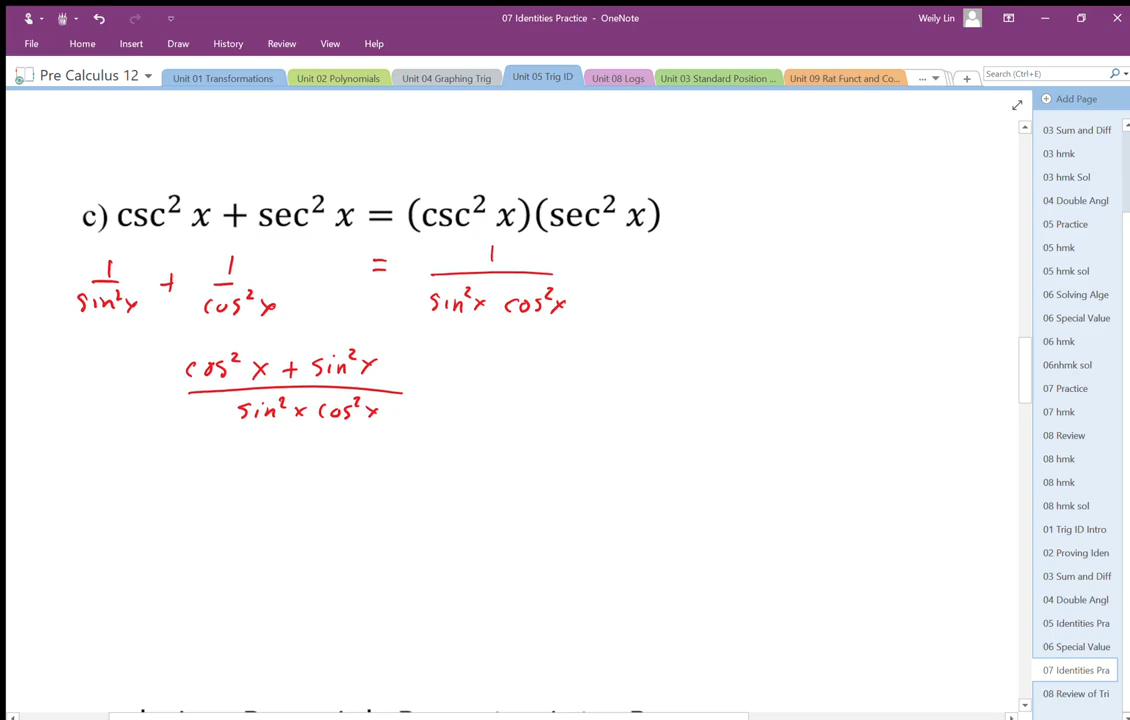 07 Identities Practice - OneNote
Weily Lin
File Home Insert Draw History Review View Help
Pre Calculus 12
Unit 01 Transformations
Unit 02 Polynomials
Unit 04 Graphing Trig
Unit 05 Trig ID
Unit 08 Logs
Unit 03 Standard Position ...
Unit 09 Rat Funct and Co...
...
Search (Ctrl+E)
Add Page
c) csc² x + sec² x = (csc² x)(sec² x)
1/sin²x + 1/cos²x = 1/(sin²x cos²x)
cos² x + sin² x
sin² x cos² x
03 Sum and Diff
03 hmk
03 hmk Sol
04 Double Angl
05 Practice
05 hmk
05 hmk sol
06 Solving Alge
06 Special Value
06 hmk
06nhmk sol
07 Practice
07 hmk
08 Review
08 hmk
08 hmk
08 hmk sol
01 Trig ID Intro
02 Proving Iden
03 Sum and Diff
04 Double Angl
05 Identities Pra
06 Special Value
07 Identities Pra
08 Review of Tri